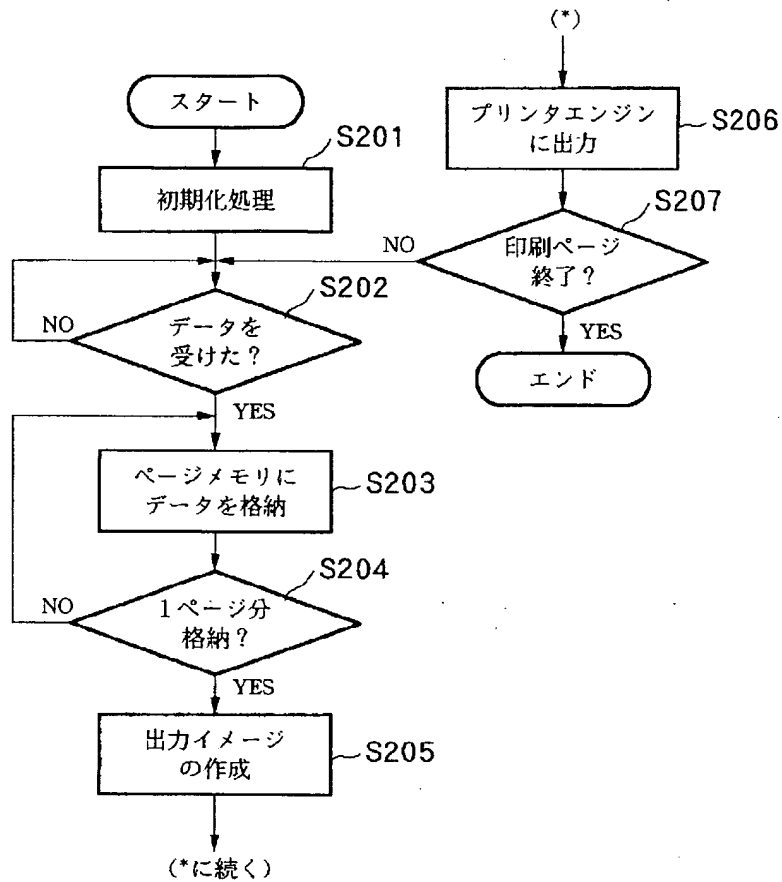 スタート
S201
初期化処理
S202
NO
データを
受けた？
YES
ページメモリに
データを格納
S203
S204
NO
1ページ分
格納？
YES
出力イメージ
の作成
S205
(*に続く)
(*)
プリンタエンジン
に出力
S206
S207
NO
印刷ページ
終了？
YES
エンド